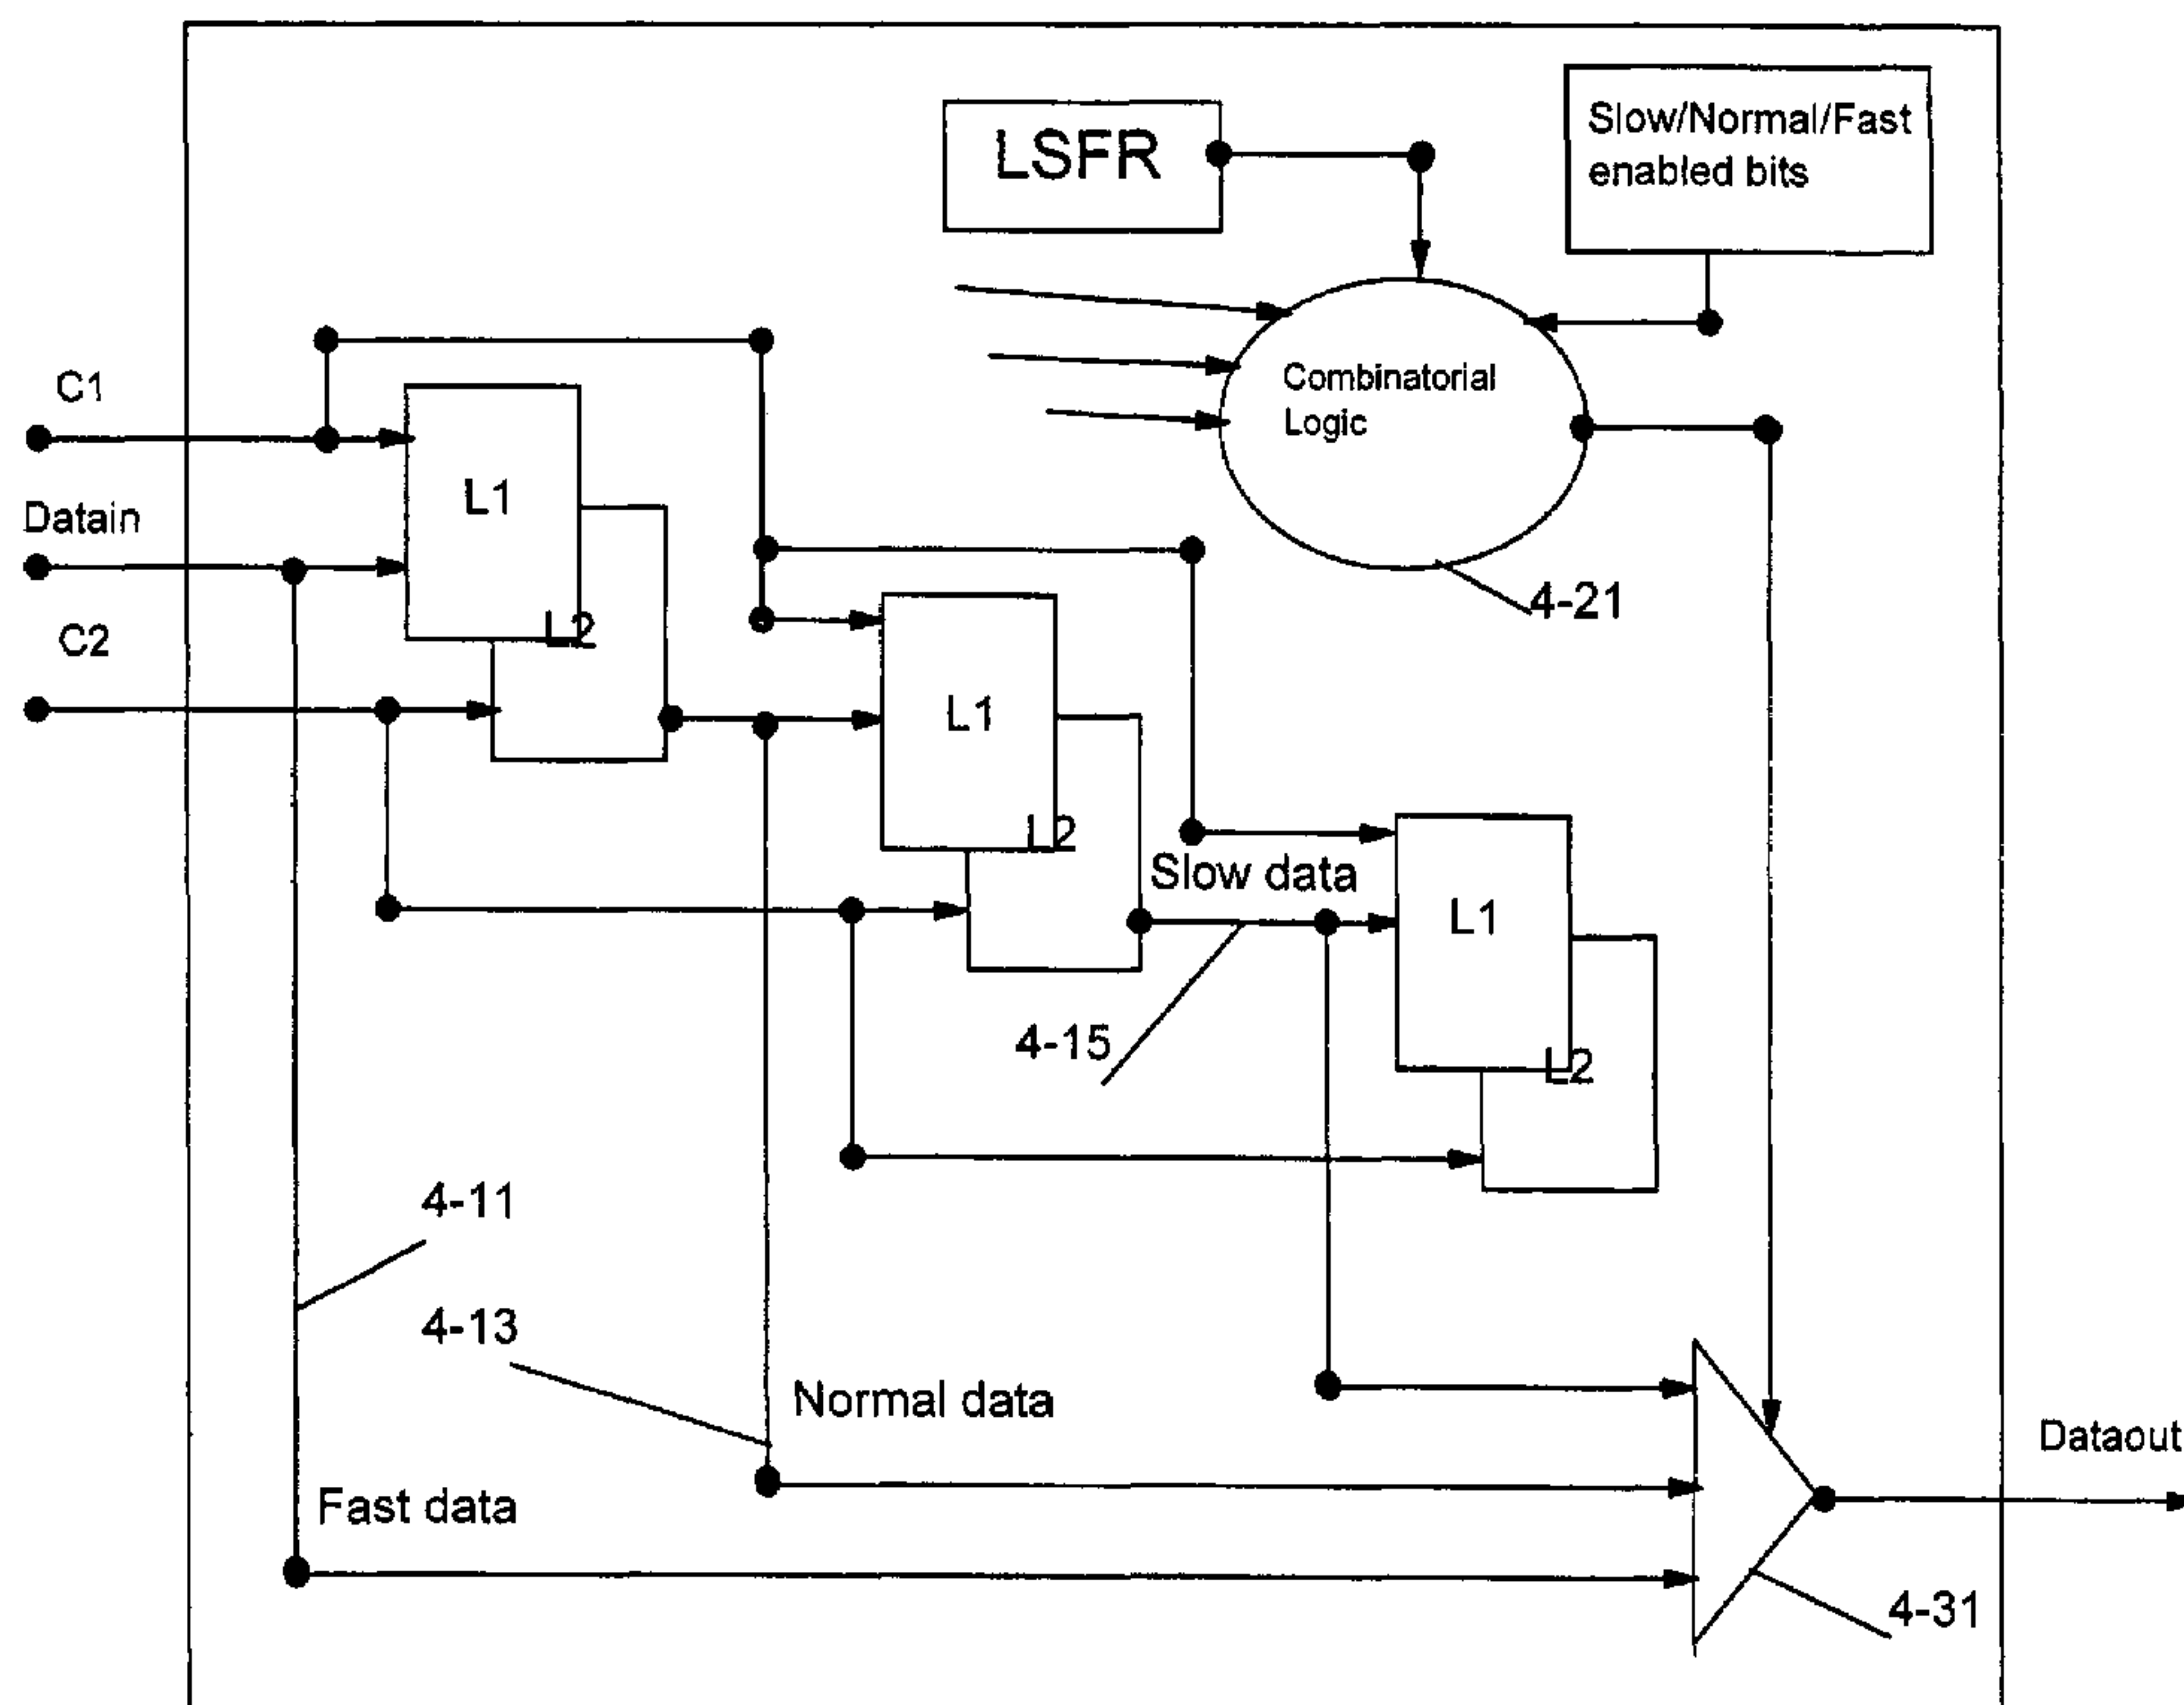 LSFR
Slow/Normal/Fast
enabled bits
C1
Combinatorial
Logic
L1
Datain
4-21
L2
C2
L1
L2
Slow data
L1
4-15
L2
4-11
4-13
Normal data
Dataout
Fast data
4-31